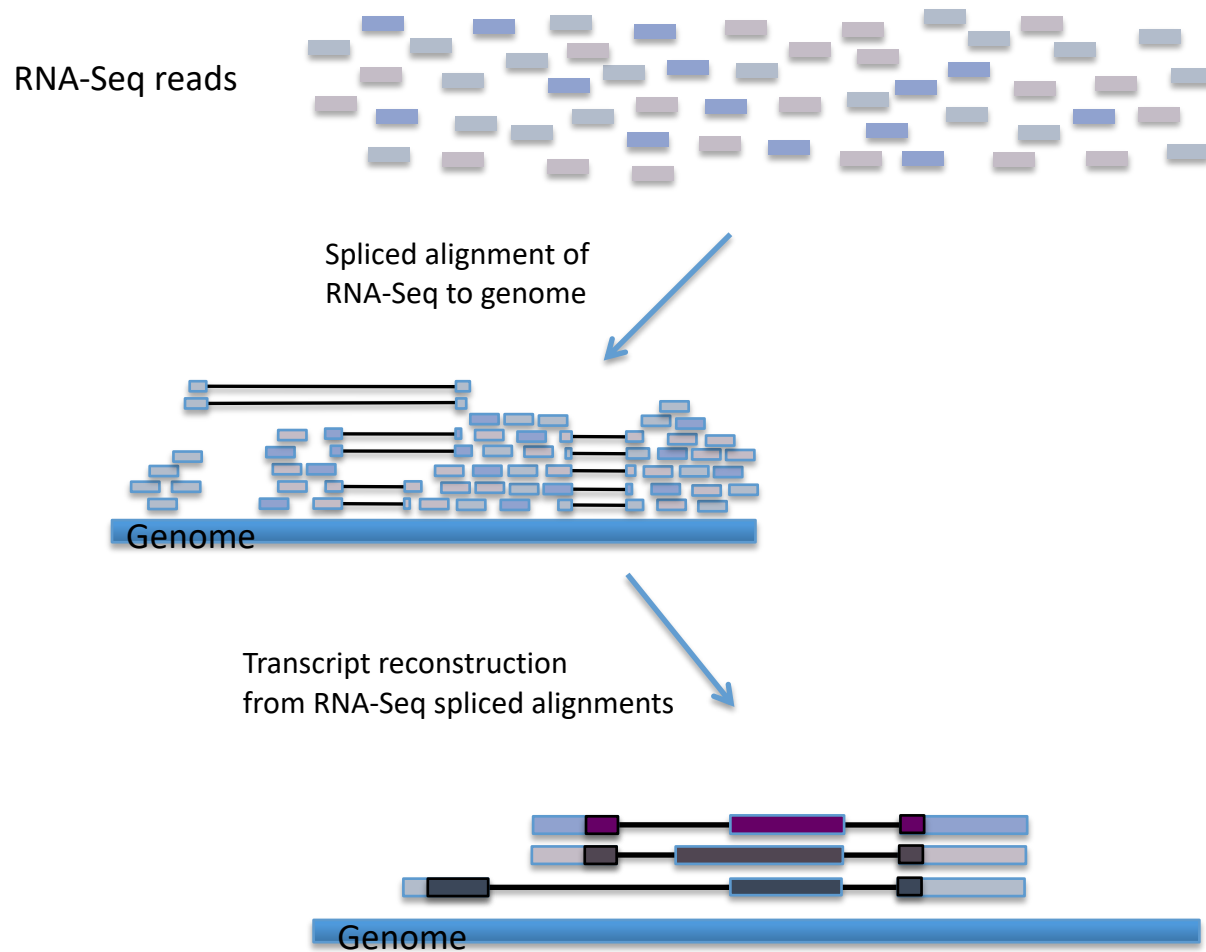 RNA-Seq reads
Spliced alignment of
RNA-Seq to genome
Genome
Transcript reconstruction
from RNA-Seq spliced alignments
Genome